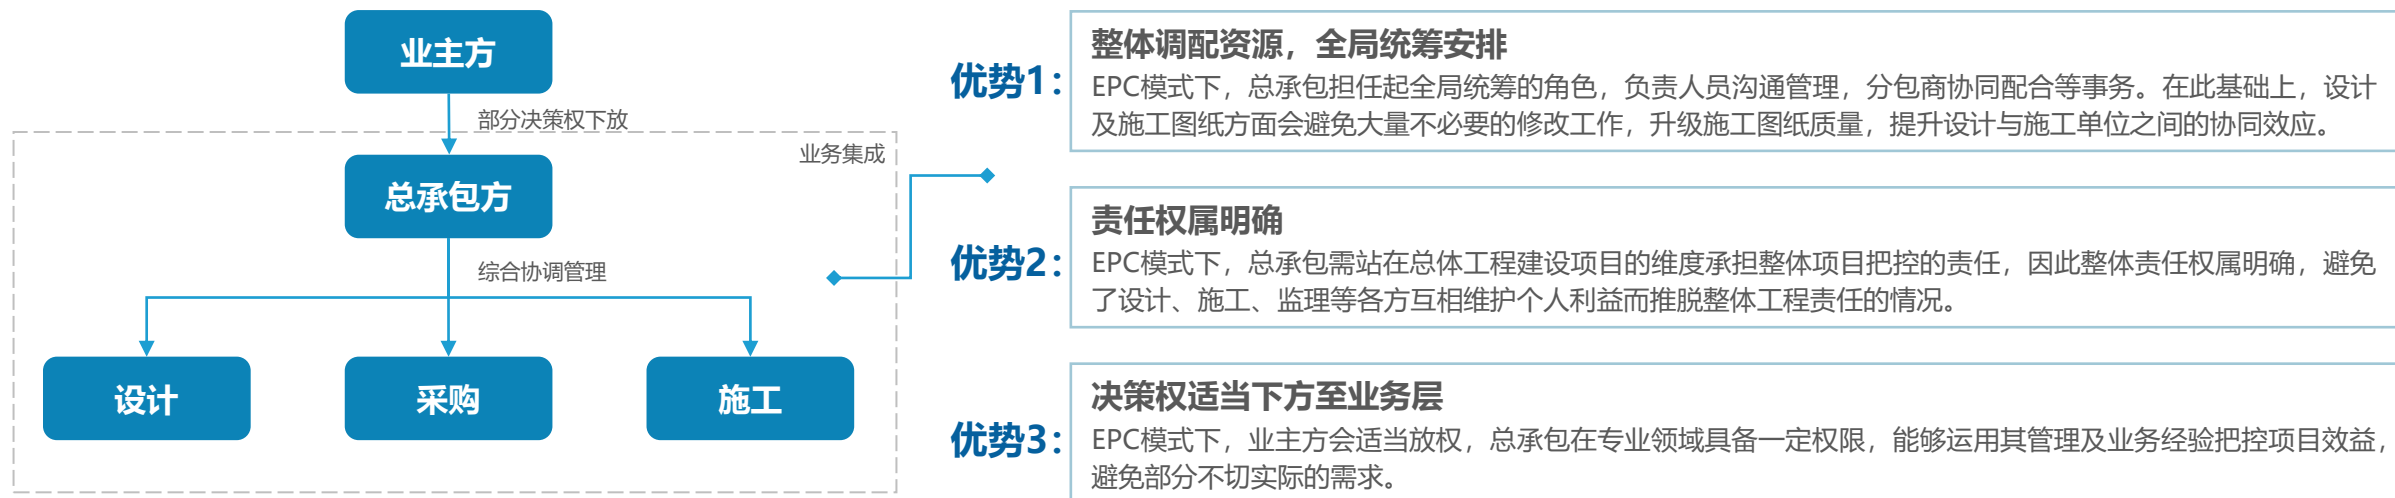 业主方
部分决策权下放
业务集成
总承包方
综合协调管理
设计
采购
施工
优势1：
整体调配资源，全局统筹安排
EPC模式下，总承包担任起全局统筹的角色，负责人员沟通管理，分包商协同配合等事务。在此基础上，设计
及施工图纸方面会避免大量不必要的修改工作，升级施工图纸质量，提升设计与施工单位之间的协同效应。
优势2：
责任权属明确
EPC模式下，总承包需站在总体工程建设项目的维度承担整体项目把控的责任，因此整体责任权属明确，避免
了设计、施工、监理等各方互相维护个人利益而推脱整体工程责任的情况。
优势3：
决策权适当下方至业务层
EPC模式下，业主方会适当放权，总承包在专业领域具备一定权限，能够运用其管理及业务经验把控项目效益，
避免部分不切实际的需求。